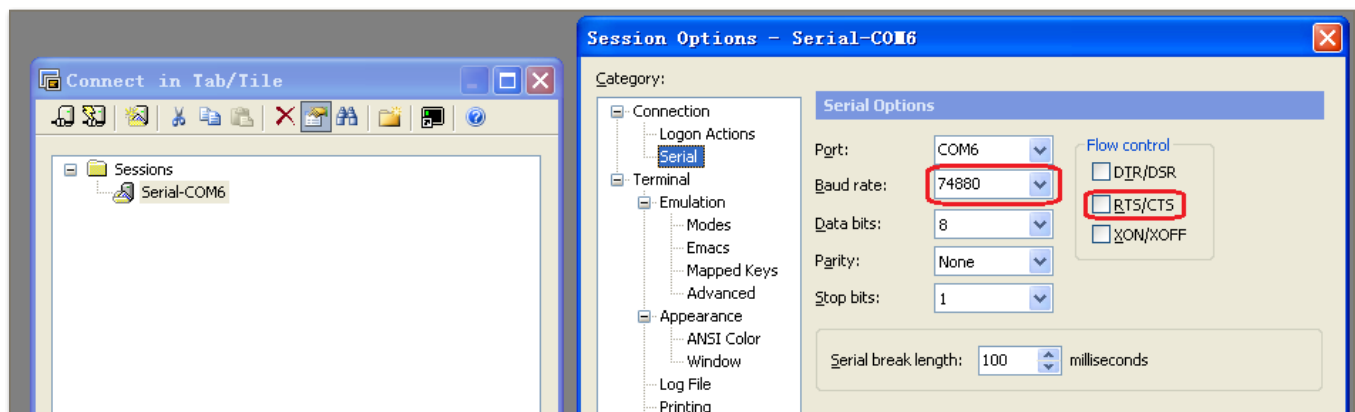 Session Options - Serial-COM6
Connect in Tab/Tile
Category:
Connection
Logon Actions
Serial
Terminal
Emulation
Modes
Emacs
Mapped Keys
Advanced
Appearance
ANSI Color
Window
Log File
Printing
Sessions
Serial-COM6
Serial Options
Port: COM6
Baud rate: 74880
Data bits: 8
Parity: None
Stop bits: 1
Flow control
DTR/DSR
RTS/CTS
XON/XOFF
Serial break length: 100 milliseconds